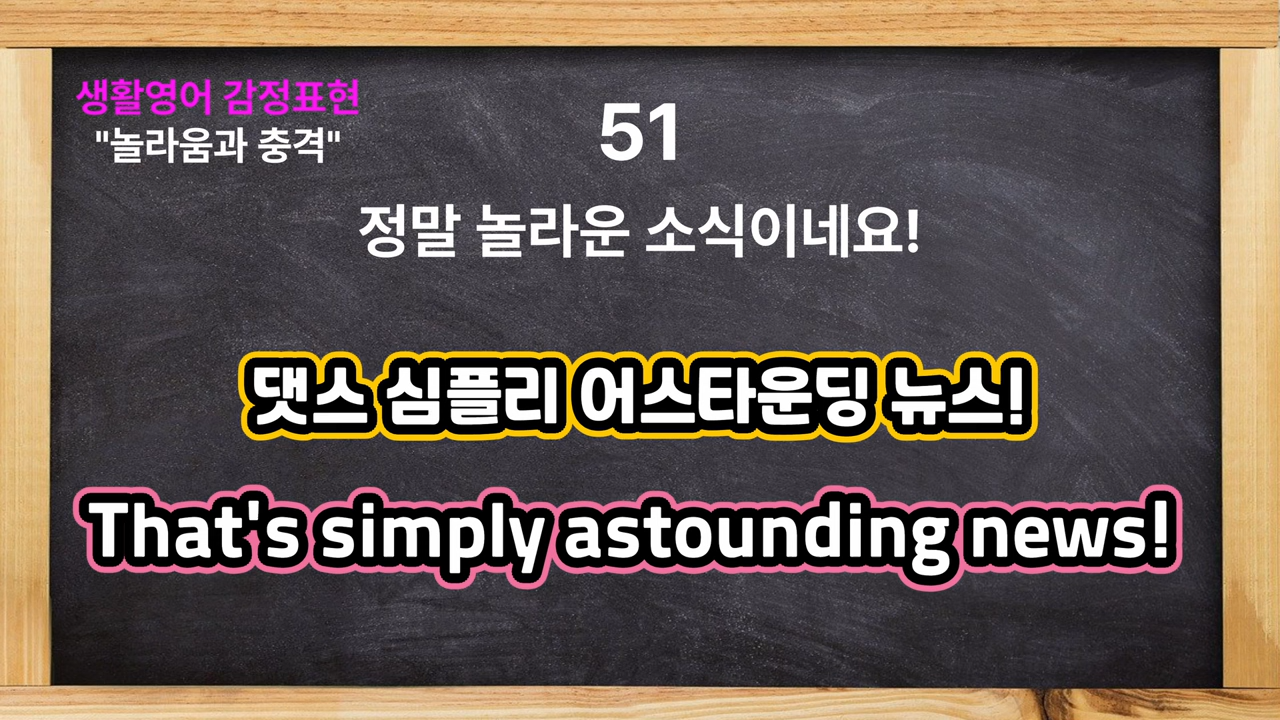 생활영어 감정표현
"놀라움과 충격"
51
정말 놀라운 소식이네요!
댓스 심플리 어스타운딩 뉴스!
That's simply astounding news!